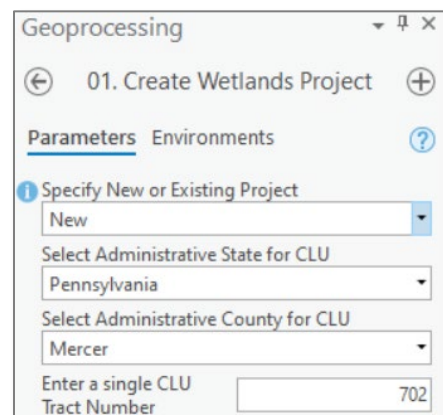 Geoprocessing
01. Create Wetlands Project
Parameters Environments
Specify New or Existing Project
New
Select Administrative State for CLU
Pennsylvania
Select Administrative County for CLU
Mercer
Enter a single CLU
Tract Number 702